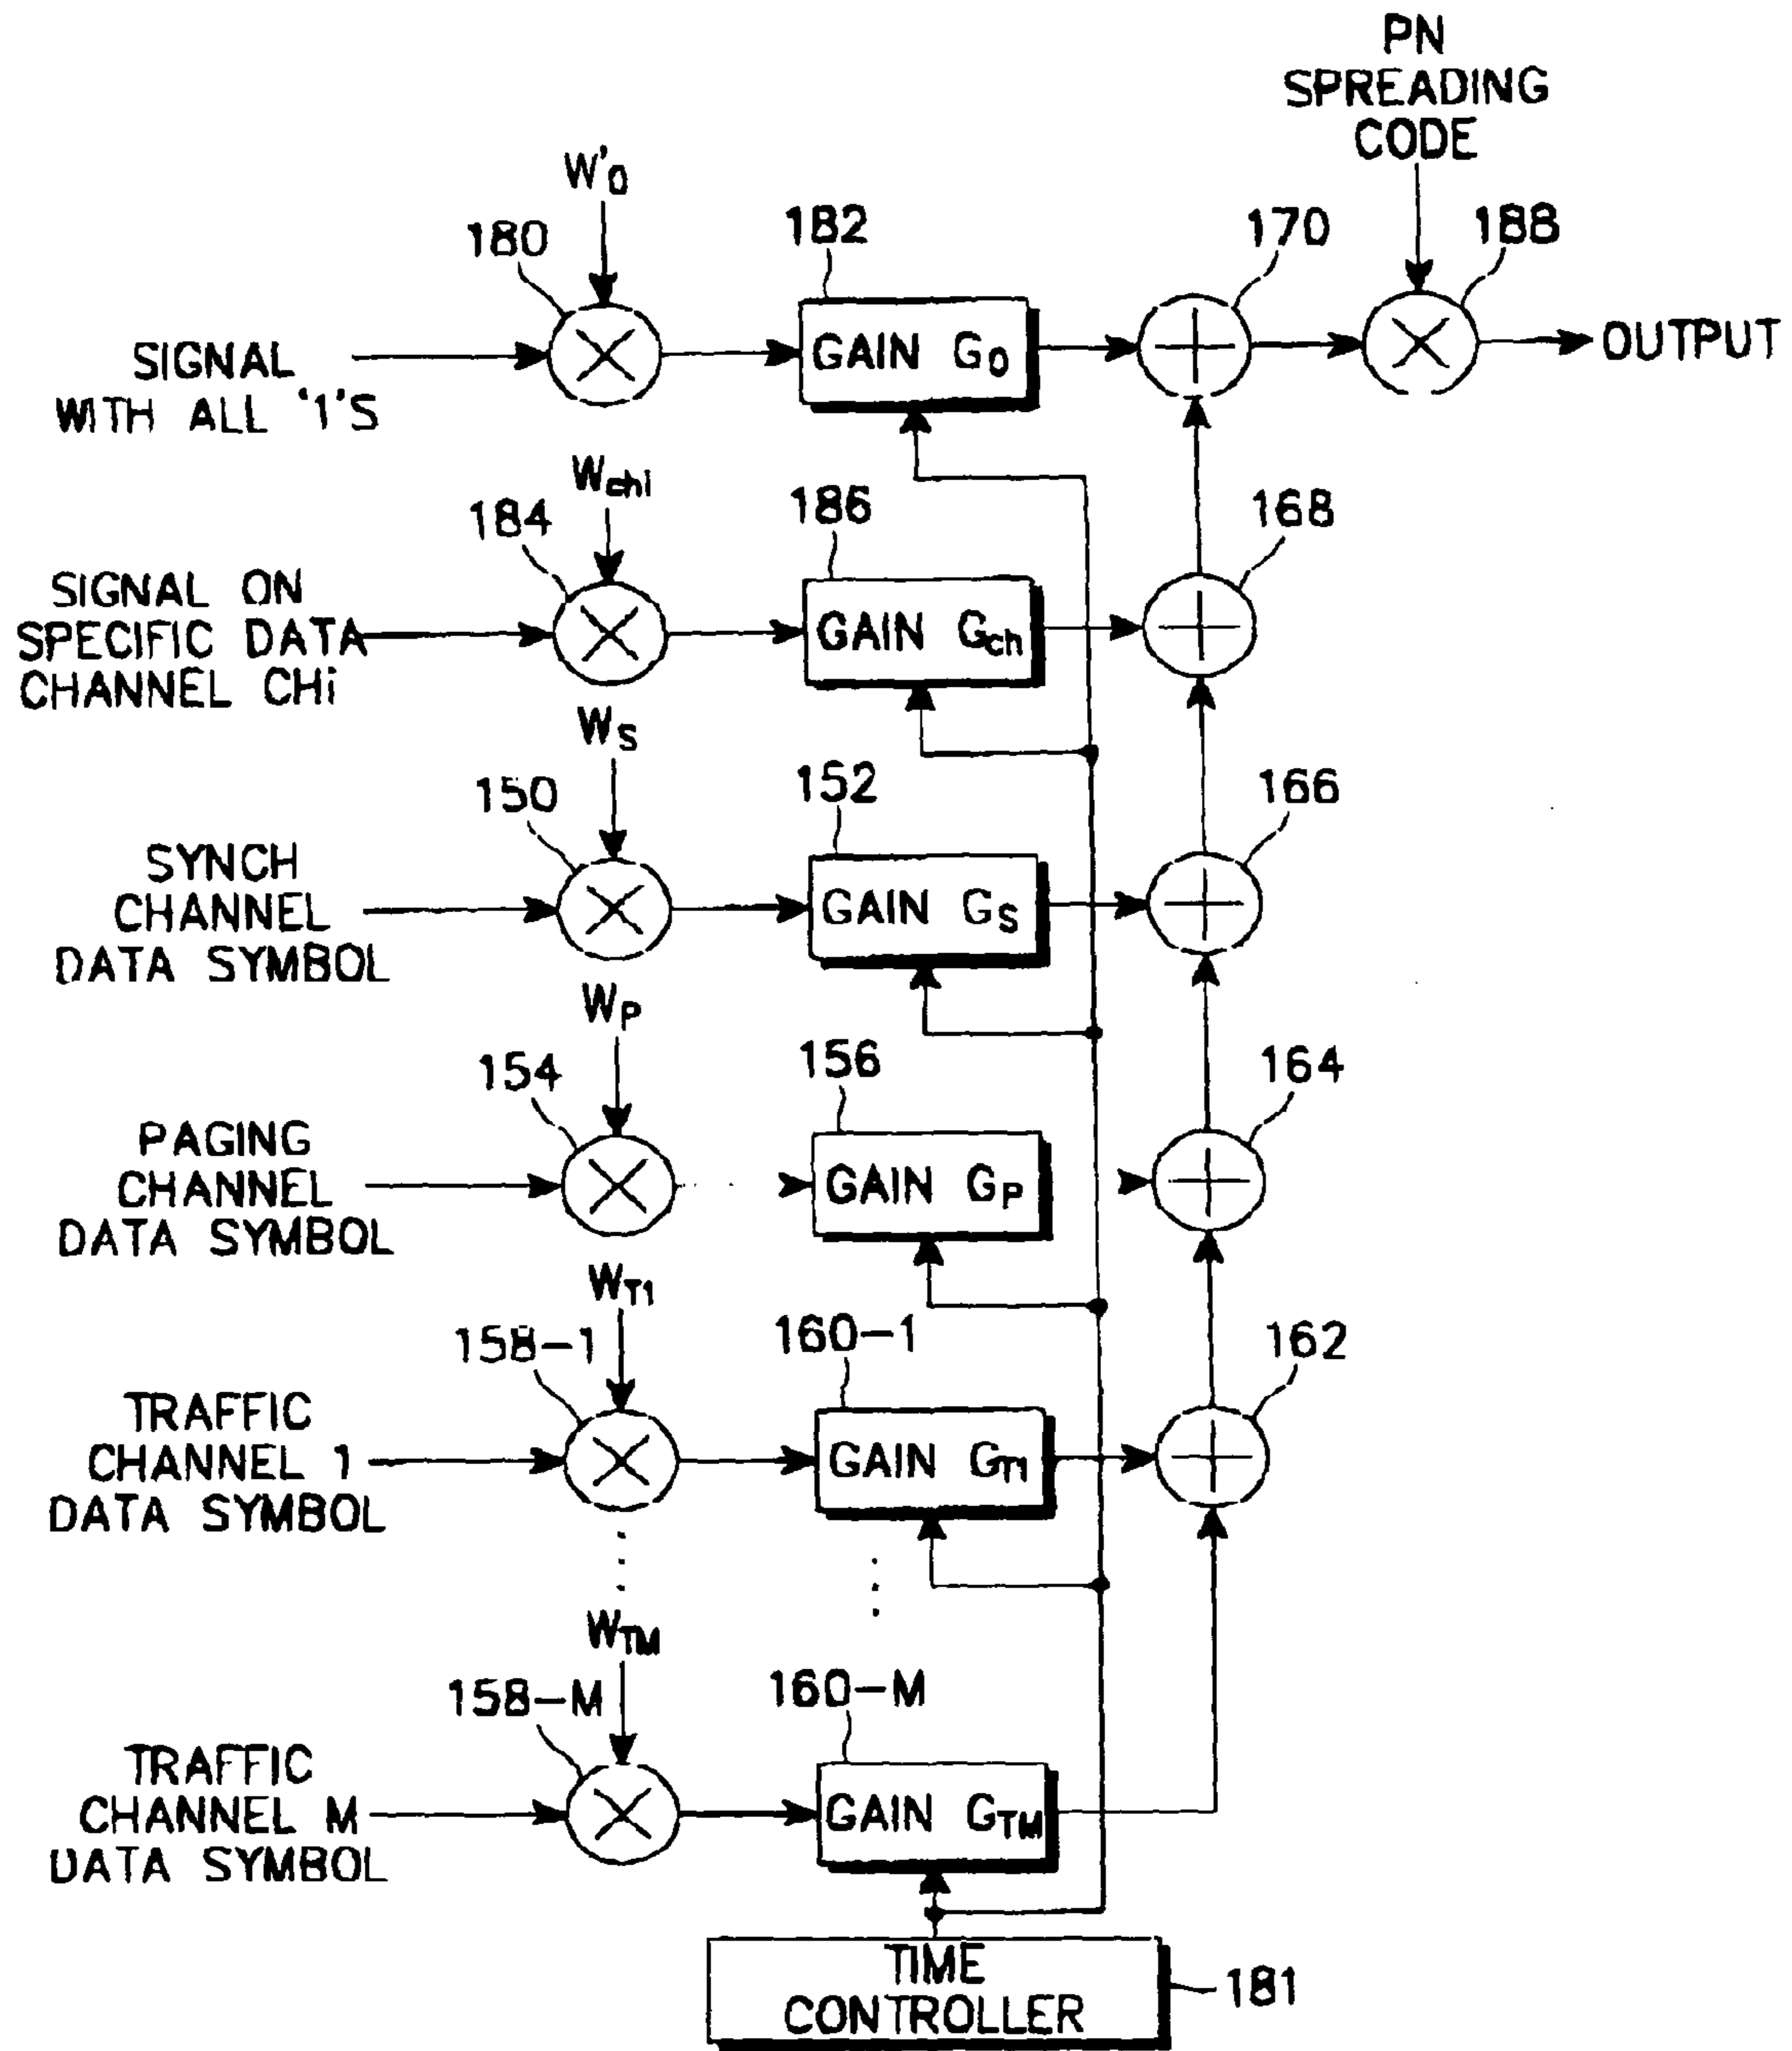 PN
SPREADING
CODE
W'0
180
182
170
188
SIGNAL
WITH ALL '1'S
GAIN G0
OUTPUT
Wchi
184
186
168
SIGNAL ON
SPECIFIC DATA
CHANNEL CHi
GAIN Gch
WS
150
152
166
SYNCH
CHANNEL
DATA SYMBOL
GAIN GS
WP
154
156
164
PAGING
CHANNEL
DATA SYMBOL
GAIN GP
WT1
158-1
160-1
162
TRAFFIC
CHANNEL 1
DATA SYMBOL
GAIN GT1
WTM
158-M
160-M
TRAFFIC
CHANNEL M
DATA SYMBOL
GAIN GTM
TIME
CONTROLLER
181